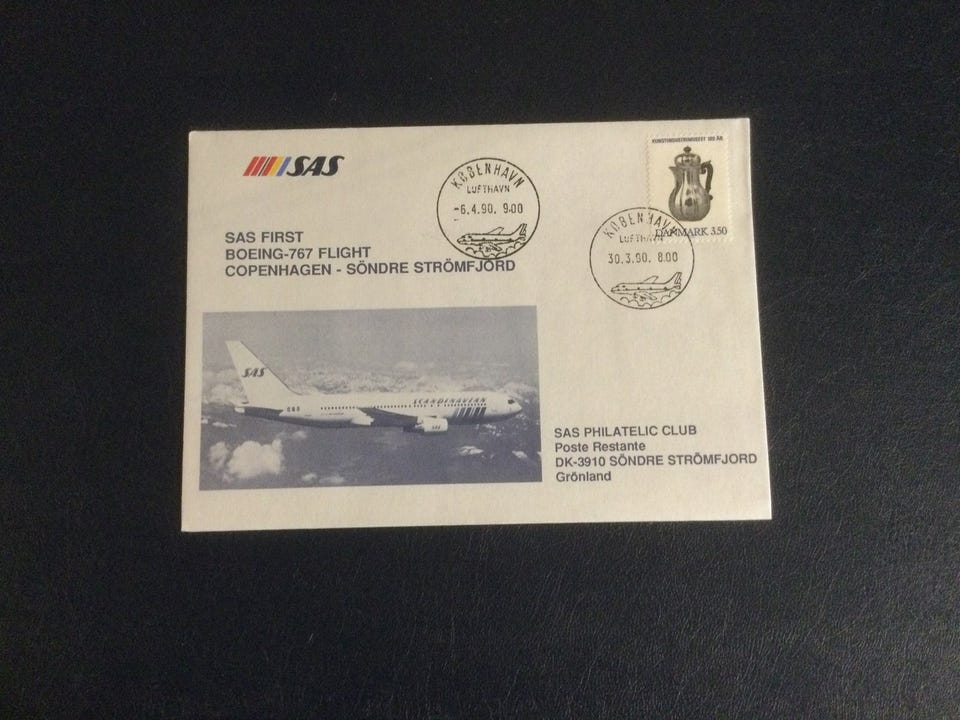 SAS
SAS FIRST
BOEING-767 FLIGHT
COPENHAGEN - SÖNDRE STRÖMFJORD
KØBENHAVN
LUFTHAVN
-6.4.90. 9.00
KUNSTINDUSTRIMUSEET 100 ÅR
DANMARK 3.50
KØBENHAVN
LUFTHAVN
30.3.90. 8.00
SAS
SCANDINAVIAN
SAS PHILATELIC CLUB
Poste Restante
DK-3910 SÖNDRE STRÖMFJORD
Grönland